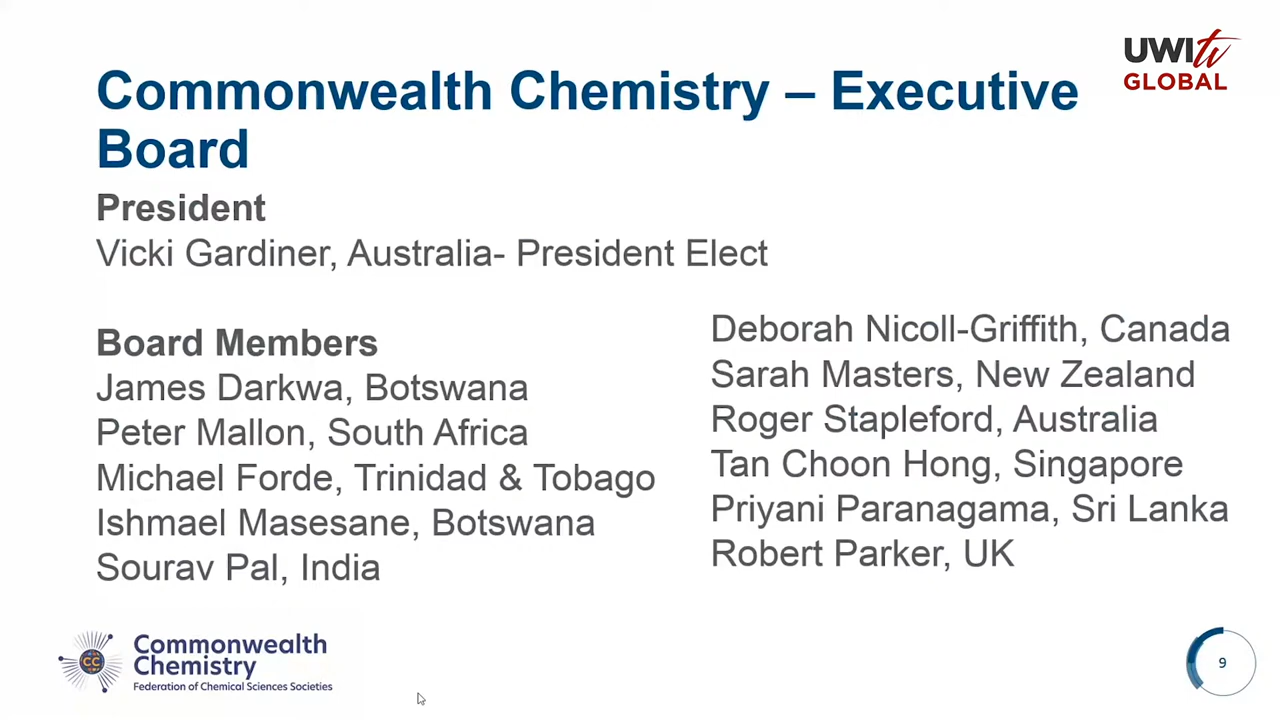 UWItv
GLOBAL
Commonwealth Chemistry – Executive
Board
President
Vicki Gardiner, Australia- President Elect
Board Members
James Darkwa, Botswana
Peter Mallon, South Africa
Michael Forde, Trinidad & Tobago
Ishmael Masesane, Botswana
Sourav Pal, India
Deborah Nicoll-Griffith, Canada
Sarah Masters, New Zealand
Roger Stapleford, Australia
Tan Choon Hong, Singapore
Priyani Paranagama, Sri Lanka
Robert Parker, UK
CC
Commonwealth
Chemistry
Federation of Chemical Sciences Societies
9